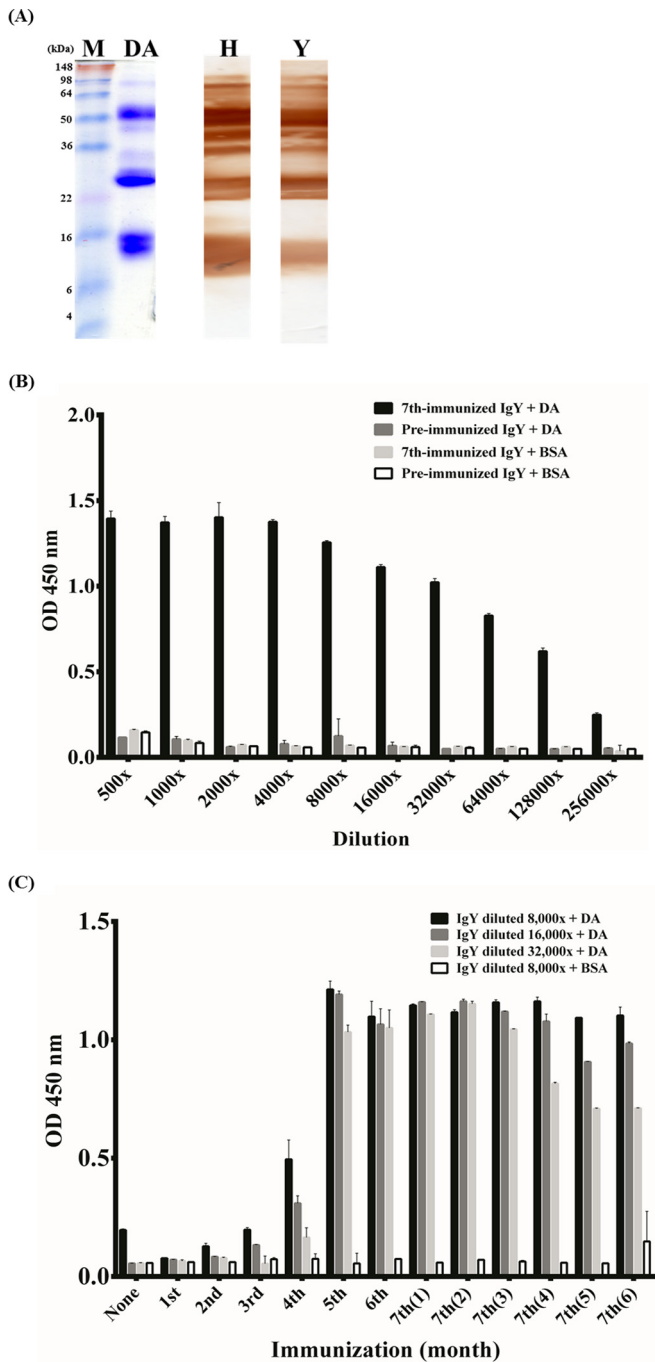 (A)
(kDa) M DA H Y
148
98
64
50
36
22
16
6
4
(B)
7th-immunized IgY + DA
Pre-immunized IgY + DA
7th-immunized IgY + BSA
Pre-immunized IgY + BSA
2.0
1.5
1.0
0.5
0.0
OD 450 nm
500x 1000x 2000x 4000x 8000x 16000x 32000x 64000x 128000x 256000x
Dilution
(C)
IgY diluted 8,000x + DA
IgY diluted 16,000x + DA
IgY diluted 32,000x + DA
IgY diluted 8,000x + BSA
1.5
1.0
0.5
0.0
OD 450 nm
None 1st 2nd 3rd 4th 5th 6th 7th(1) 7th(2) 7th(3) 7th(4) 7th(5) 7th(6)
Immunization (month)